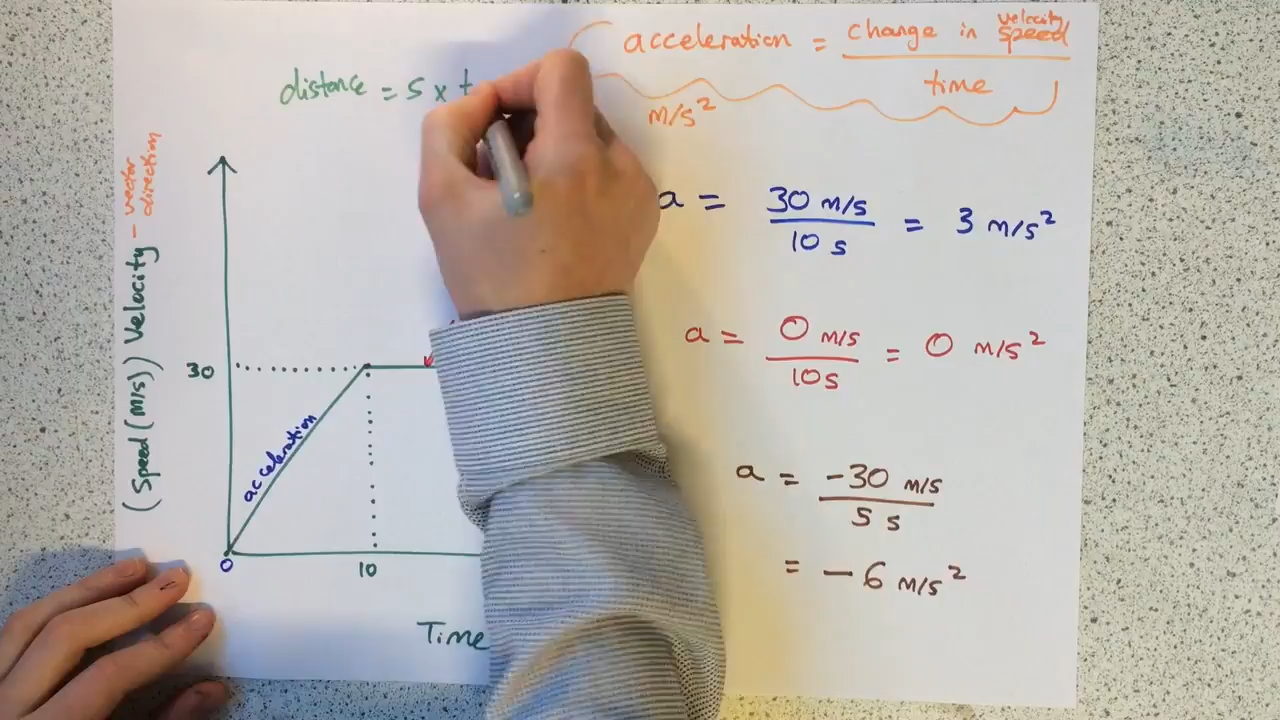 acceleration = change in velocity speed
time
m/s²
distance = s x t
(Speed (m/s)) Velocity - vector direction
a = 30 m/s
10 s
= 3 m/s²
a = 0 m/s
10s
= 0 m/s²
30
acceleration
a = -30 m/s
5 s
= -6 m/s²
0
10
Time